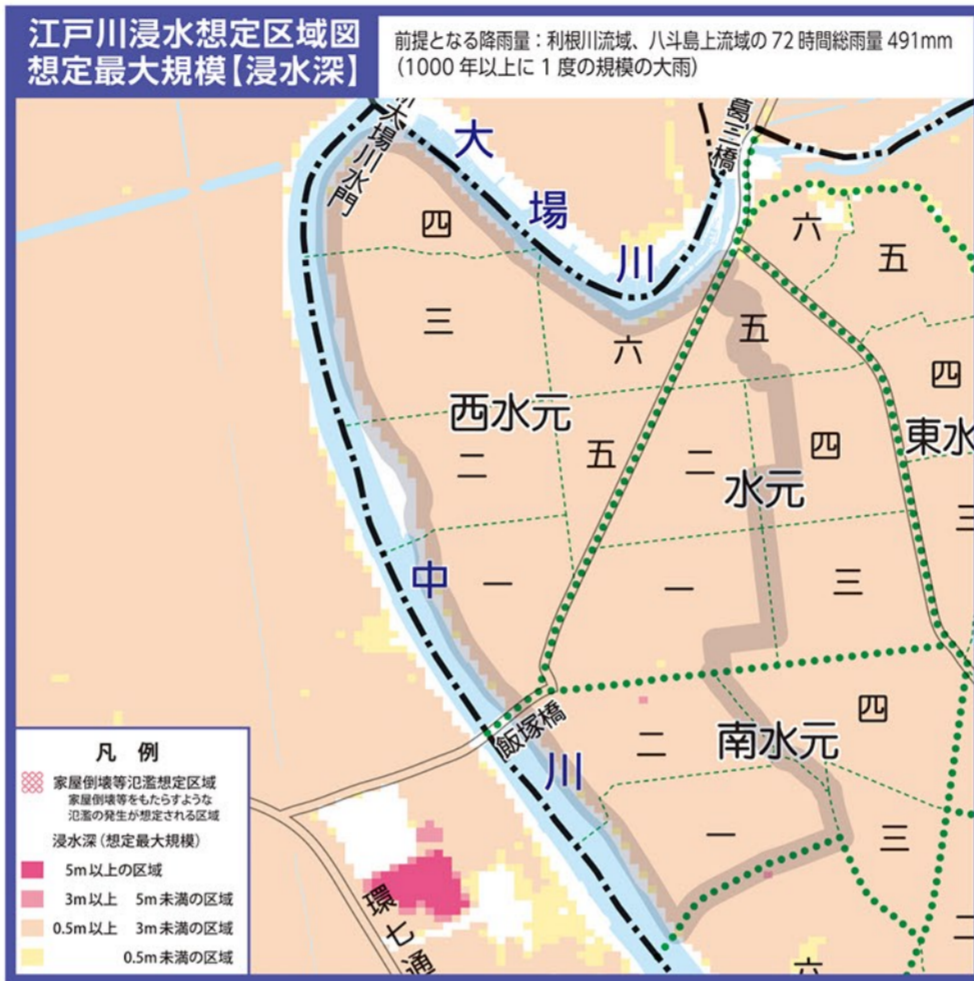 江戸川浸水想定区域図
想定最大規模【浸水深】
前提となる降雨量：利根川流域、八斗島上流域の72時間総雨量491mm
（1000年以上に1度の規模の大雨）
大場川水門
大場川
葛三橋
四
三
西水元
二
一
六
五
六
五
五
四
二
四
水元
東水
三
一
三
中川
飯塚橋
二
四
南水元
一
三
二
六
環七通
凡 例
家屋倒壊等氾濫想定区域
家屋倒壊等をもたらすような
氾濫の発生が想定される区域
浸水深（想定最大規模）
5m以上の区域
3m以上 5m未満の区域
0.5m以上 3m未満の区域
0.5m未満の区域